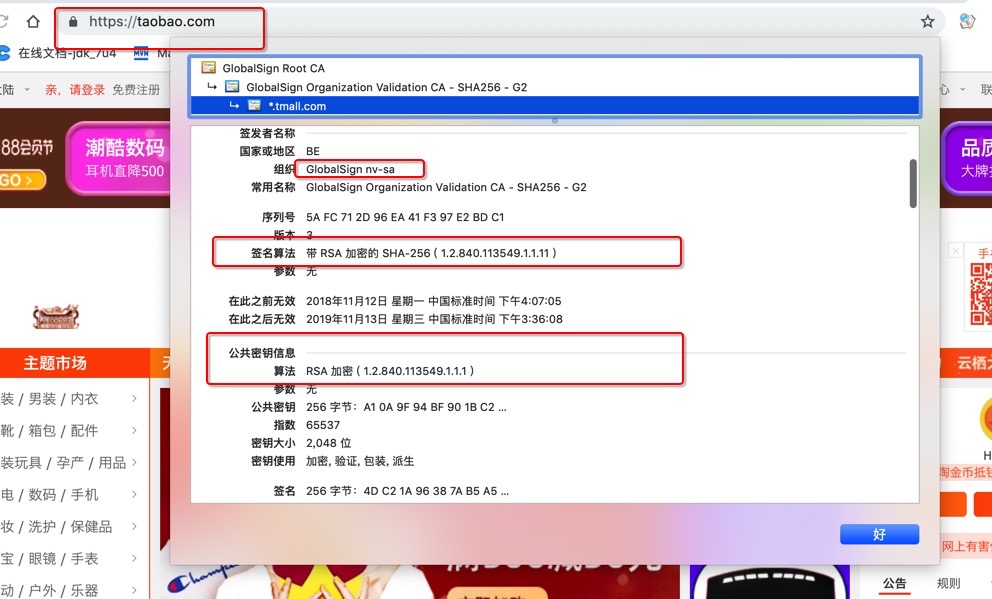 https://taobao.com
在线文档-jdk_7u4
GlobalSign Root CA
GlobalSign Organization Validation CA - SHA256 - G2
*.tmall.com
亲，请登录 免费注册
88会员节
GO >
潮酷数码
耳机直降500
签发者名称
国家或地区 BE
组织 GlobalSign nv-sa
常用名称 GlobalSign Organization Validation CA - SHA256 - G2
序列号 5A FC 71 2D 96 EA 41 F3 97 E2 BD C1
版本 3
签名算法 带 RSA 加密的 SHA-256 ( 1.2.840.113549.1.1.11 )
参数 无
在此之前无效 2018年11月12日 星期一 中国标准时间 下午4:07:05
在此之后无效 2019年11月13日 星期三 中国标准时间 下午3:36:08
公共密钥信息
算法 RSA 加密 ( 1.2.840.113549.1.1.1 )
参数 无
公共密钥 256 字节： A1 0A 9F 94 BF 90 1B C2 ...
指数 65537
密钥大小 2,048 位
密钥使用 加密, 验证, 包装, 派生
签名 256 字节： 4D C2 1A 96 38 7A B5 A5 ...
好
主题市场
装 / 男装 / 内衣
靴 / 箱包 / 配件
装玩具 / 孕产 / 用品
电 / 数码 / 手机
妆 / 洗护 / 保健品
宝 / 眼镜 / 手表
动 / 户外 / 乐器
Champ
网上有害
公告 规则